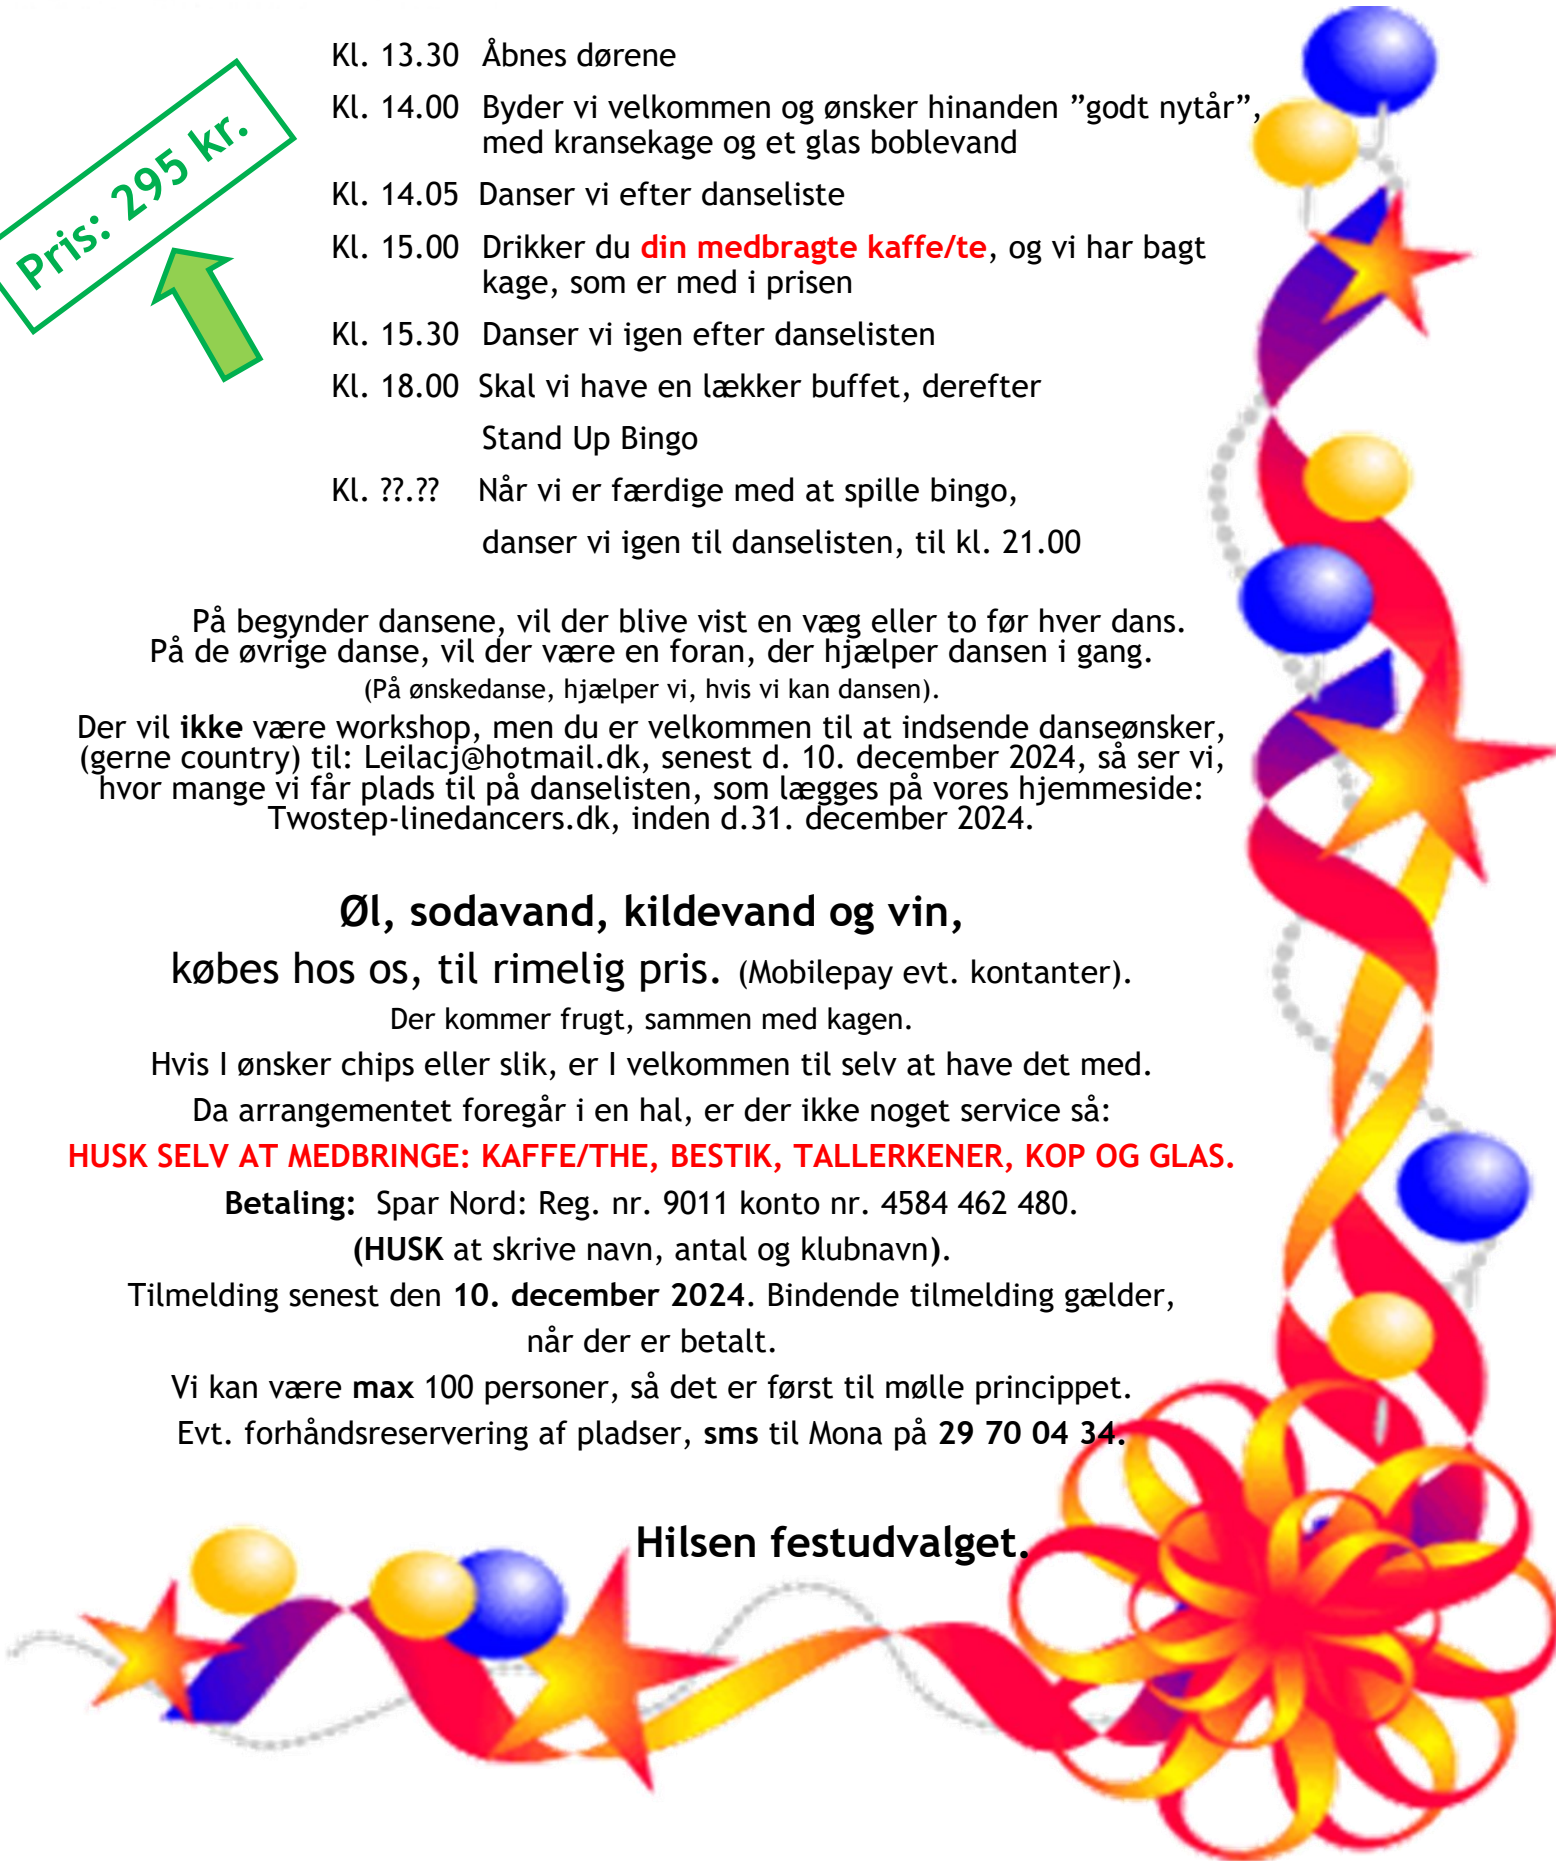 Pris: 295 kr.
Kl. 13.30 Åbnes dørene
Kl. 14.00 Byder vi velkommen og ønsker hinanden ”godt nytår”,
med kransekage og et glas boblevand
Kl. 14.05 Danser vi efter danseliste
Kl. 15.00 Drikker du din medbragte kaffe/te, og vi har bagt
kage, som er med i prisen
Kl. 15.30 Danser vi igen efter danselisten
Kl. 18.00 Skal vi have en lækker buffet, derefter
Stand Up Bingo
Kl. ??.?? Når vi er færdige med at spille bingo,
danser vi igen til danselisten, til kl. 21.00
På begynder dansene, vil der blive vist en væg eller to før hver dans.
På de øvrige danse, vil der være en foran, der hjælper dansen i gang.
(På ønskedanse, hjælper vi, hvis vi kan dansen).
Der vil ikke være workshop, men du er velkommen til at indsende danseønsker,
(gerne country) til: Leilacj@hotmail.dk, senest d. 10. december 2024, så ser vi,
hvor mange vi får plads til på danselisten, som lægges på vores hjemmeside:
Twostep-linedancers.dk, inden d.31. december 2024.
Øl, sodavand, kildevand og vin,
købes hos os, til rimelig pris. (Mobilepay evt. kontanter).
Der kommer frugt, sammen med kagen.
Hvis I ønsker chips eller slik, er I velkommen til selv at have det med.
Da arrangementet foregår i en hal, er der ikke noget service så:
HUSK SELV AT MEDBRINGE: KAFFE/THE, BESTIK, TALLERKENER, KOP OG GLAS.
Betaling: Spar Nord: Reg. nr. 9011 konto nr. 4584 462 480.
(HUSK at skrive navn, antal og klubnavn).
Tilmelding senest den 10. december 2024. Bindende tilmelding gælder,
når der er betalt.
Vi kan være max 100 personer, så det er først til mølle princippet.
Evt. forhåndsreservering af pladser, sms til Mona på 29 70 04 34.
Hilsen festudvalget.